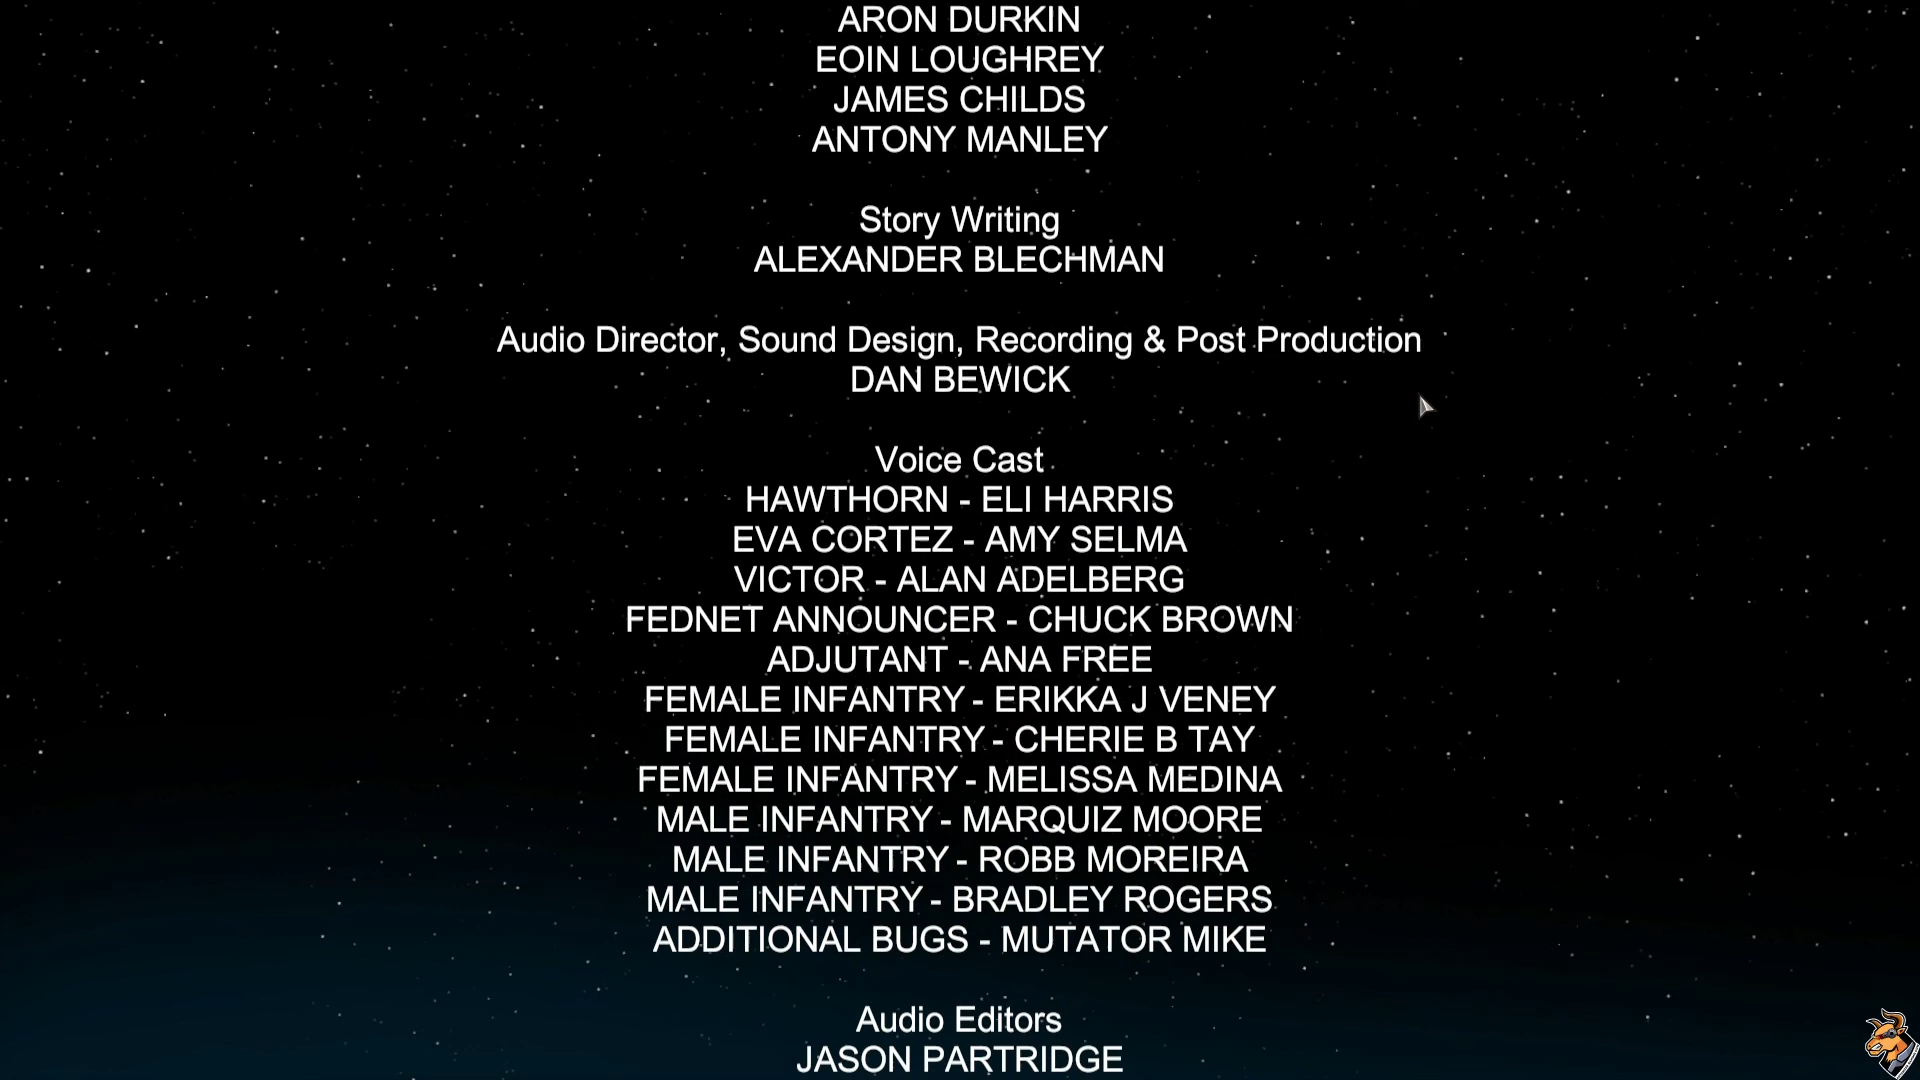 ARON DURKIN
EOIN LOUGHREY
JAMES CHILDS
ANTONY MANLEY
Story Writing
ALEXANDER BLECHMAN
Audio Director, Sound Design, Recording & Post Production
DAN BEWICK
Voice Cast
HAWTHORN - ELI HARRIS
EVA CORTEZ - AMY SELMA
VICTOR - ALAN ADELBERG
FEDNET ANNOUNCER - CHUCK BROWN
ADJUTANT - ANA FREE
FEMALE INFANTRY - ERIKKA J VENEY
FEMALE INFANTRY - CHERIE B TAY
FEMALE INFANTRY - MELISSA MEDINA
MALE INFANTRY - MARQUIZ MOORE
MALE INFANTRY - ROBB MOREIRA
MALE INFANTRY - BRADLEY ROGERS
ADDITIONAL BUGS - MUTATOR MIKE
Audio Editors
JASON PARTRIDGE